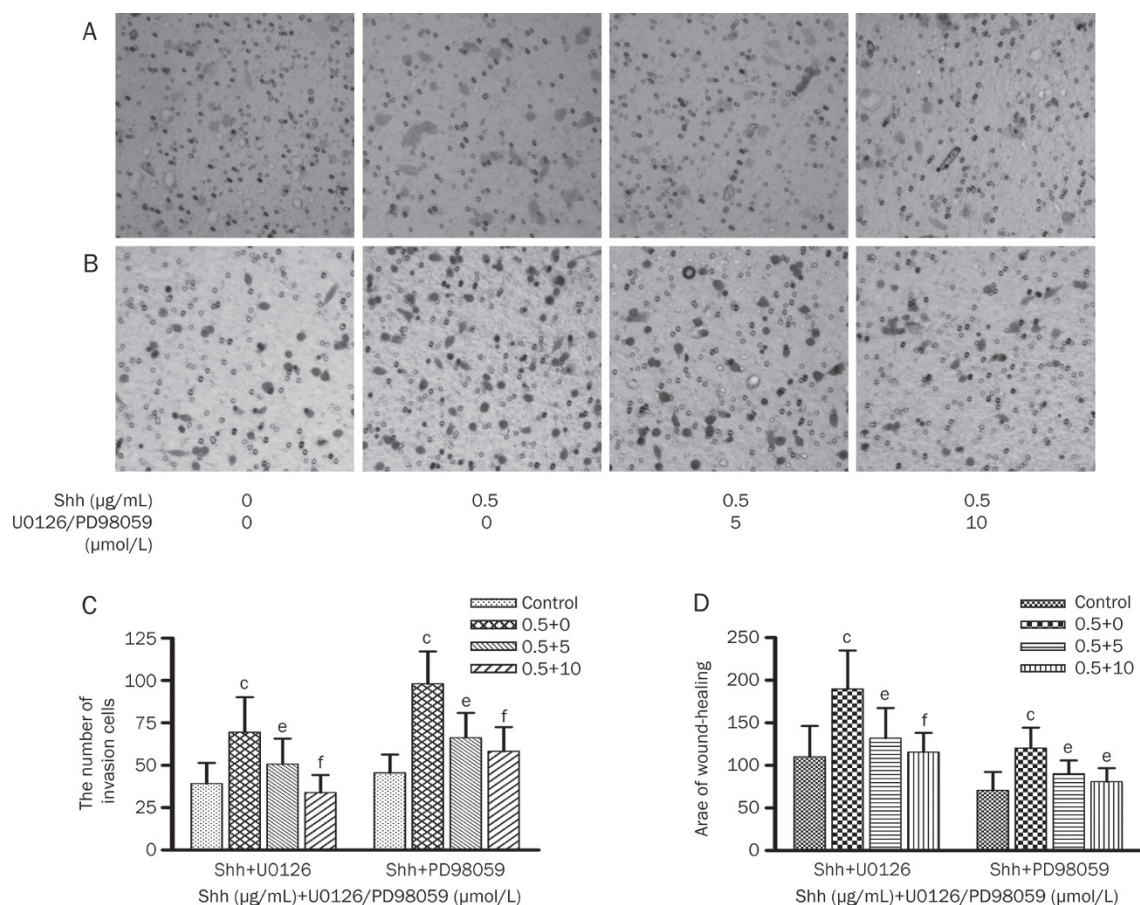 A
B
Shh (µg/mL) 0 0.5 0.5 0.5
U0126/PD98059 0 0 5 10
(µmol/L)
C
Control
0.5+0
0.5+5
0.5+10
125
100
75
50
25
0
The number of
invasion cells
c
e
f
c
e
f
Shh+U0126 Shh+PD98059
Shh (µg/mL)+U0126/PD98059 (µmol/L)
D
Control
0.5+0
0.5+5
0.5+10
250
200
150
100
50
0
Arae of wound-healing
c
e
f
c
e
e
Shh+U0126 Shh+PD98059
Shh (µg/mL)+U0126/PD98059 (µmol/L)